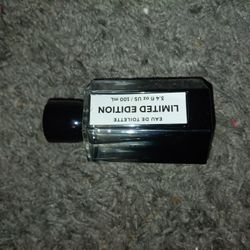 EAU DE TOILETTE
LIMITED EDITION
3.4 fl oz US / 100 mL